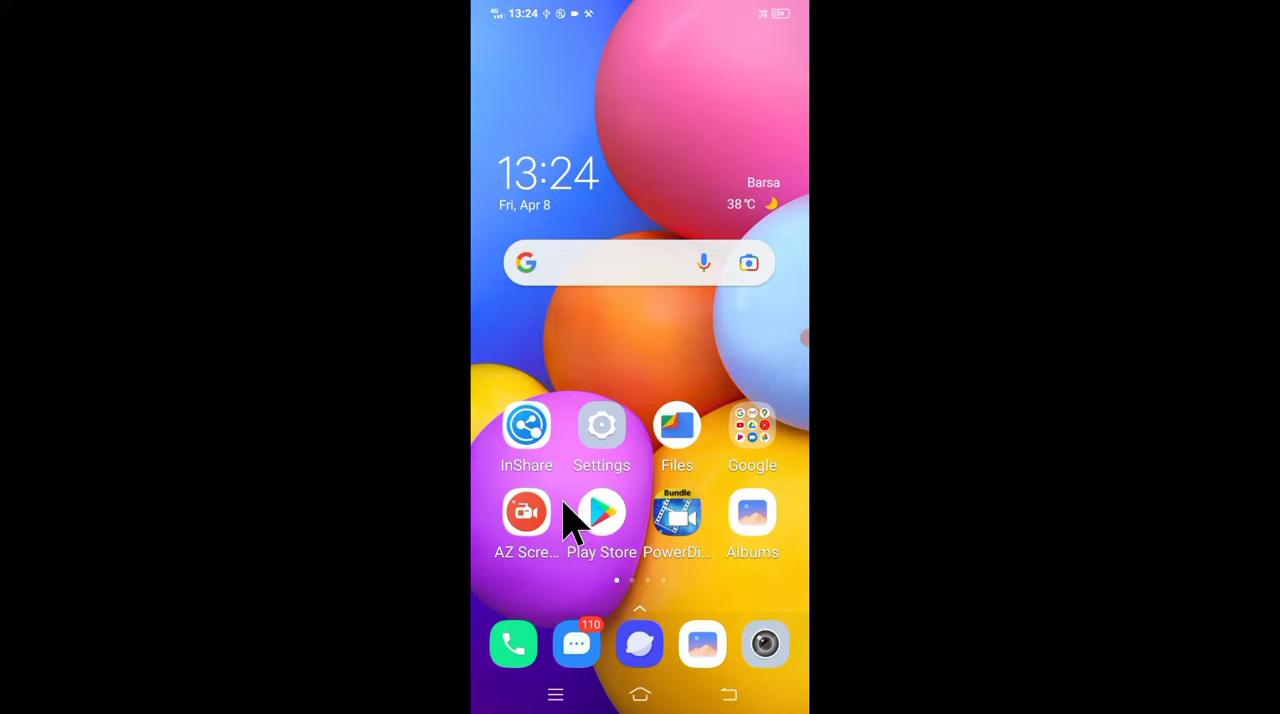 13:24
13:24
Fri, Apr 8
Barsa
38°C
InShare
Settings
Files
Google
Bundle
AZ Scre...
Play Store
PowerDi...
Albums
110